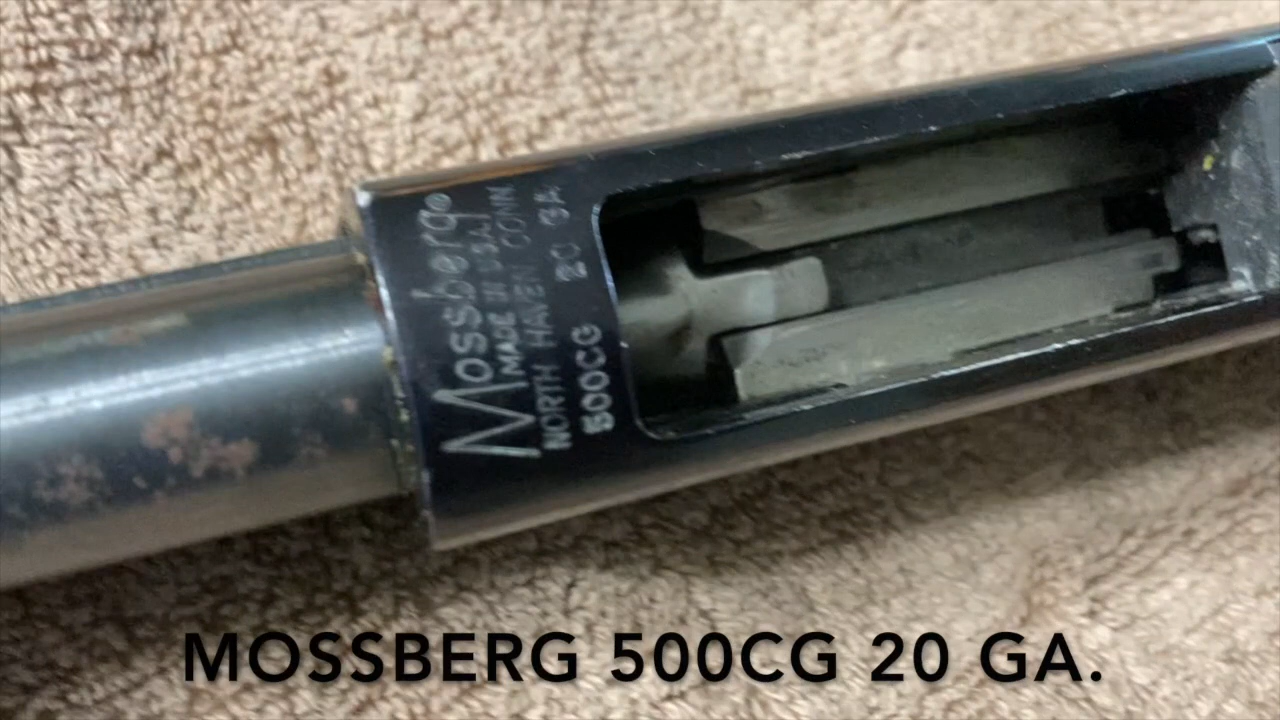 Mossberg®
MADE IN U.S.A.
NORTH HAVEN CONN.
500CG 20 GA
MOSSBERG 500CG 20 GA.